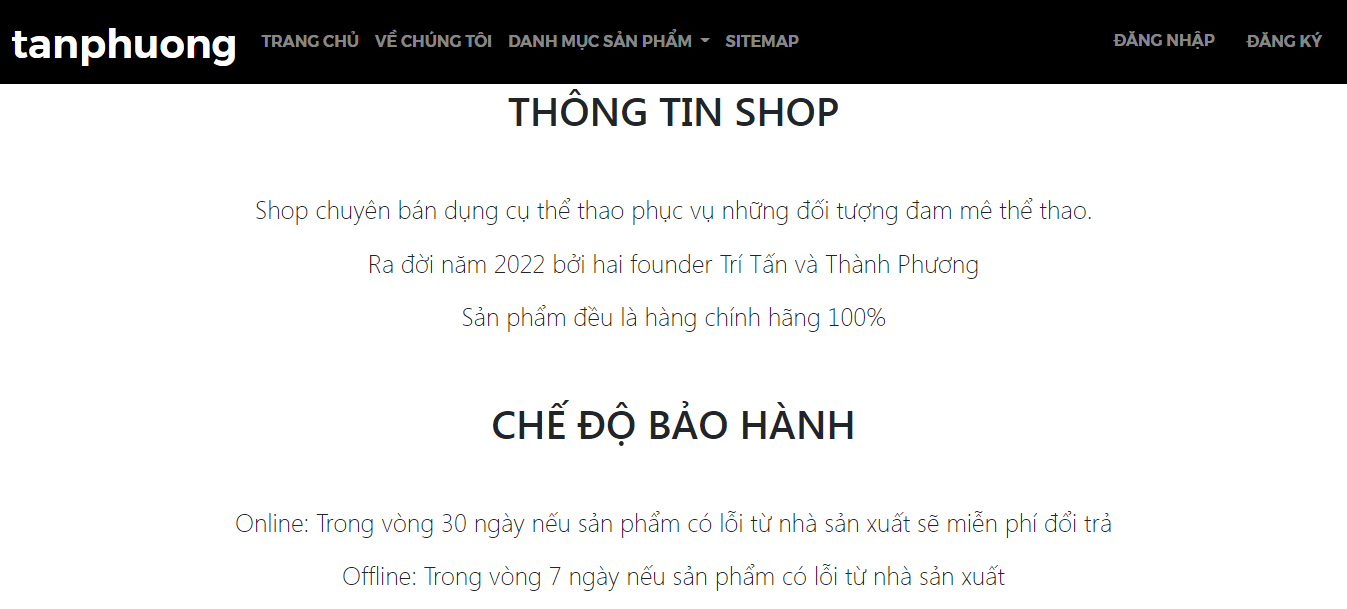 tanphuong TRANG CHỦ VỀ CHÚNG TÔI DANH MỤC SẢN PHẨM SITEMAP ĐĂNG NHẬP ĐĂNG KÝ
THÔNG TIN SHOP
Shop chuyên bán dụng cụ thể thao phục vụ những đối tượng đam mê thể thao.
Ra đời năm 2022 bởi hai founder Trí Tấn và Thành Phương
Sản phẩm đều là hàng chính hãng 100%
CHẾ ĐỘ BẢO HÀNH
Online: Trong vòng 30 ngày nếu sản phẩm có lỗi từ nhà sản xuất sẽ miễn phí đổi trả
Offline: Trong vòng 7 ngày nếu sản phẩm có lỗi từ nhà sản xuất